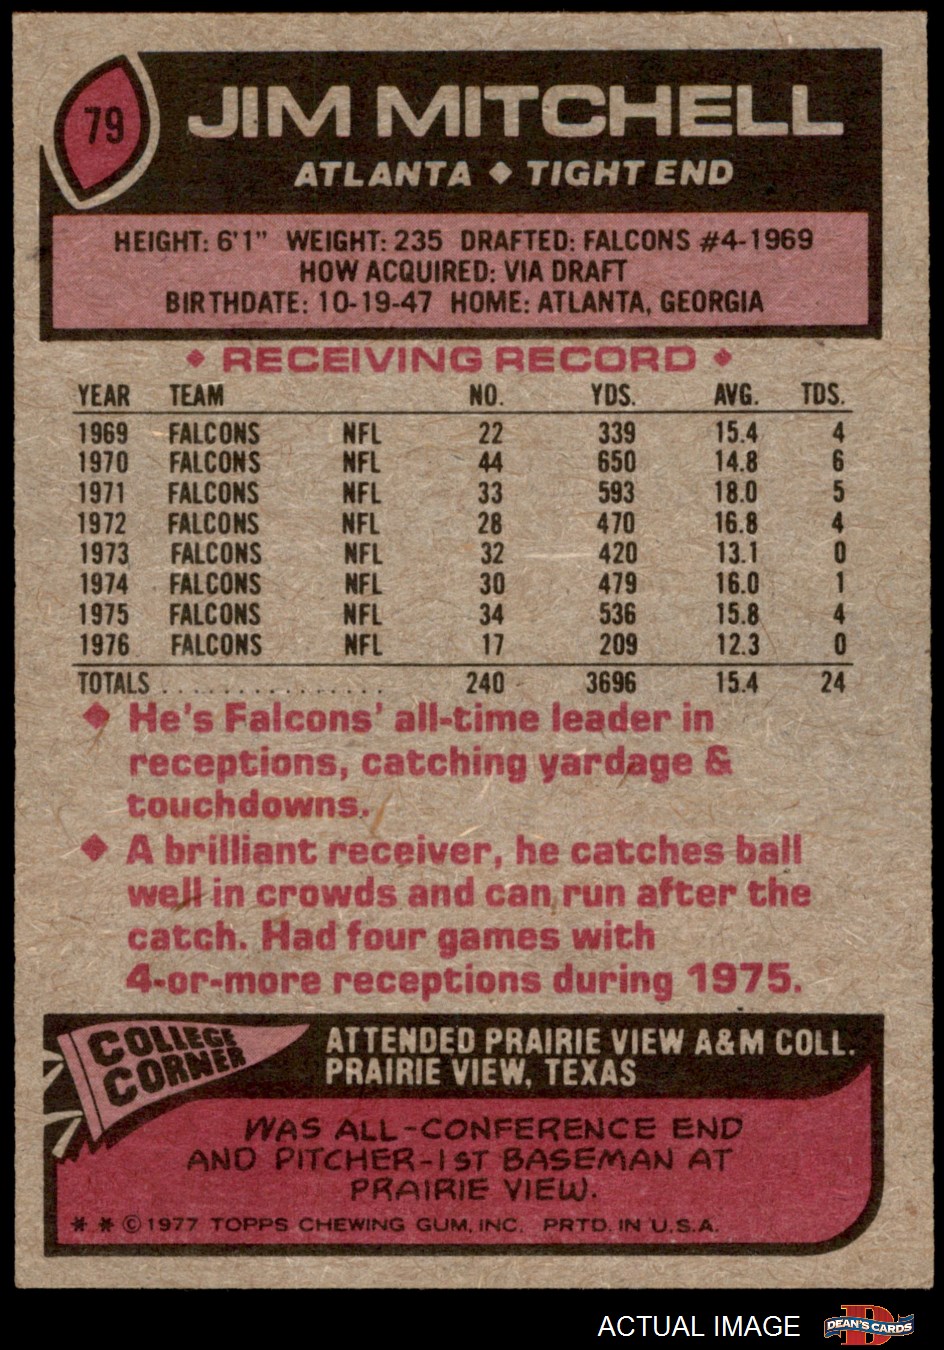 79
JIM MITCHELL
ATLANTA ◆ TIGHT END
HEIGHT: 6'1" WEIGHT: 235 DRAFTED: FALCONS #4-1969
HOW ACQUIRED: VIA DRAFT
BIRTHDATE: 10-19-47 HOME: ATLANTA, GEORGIA
◆ RECEIVING RECORD ◆
YEAR TEAM NO. YDS. AVG. TDS.
1969 FALCONS NFL 22 339 15.4 4
1970 FALCONS NFL 44 650 14.8 6
1971 FALCONS NFL 33 593 18.0 5
1972 FALCONS NFL 28 470 16.8 4
1973 FALCONS NFL 32 420 13.1 0
1974 FALCONS NFL 30 479 16.0 1
1975 FALCONS NFL 34 536 15.8 4
1976 FALCONS NFL 17 209 12.3 0
TOTALS . . . . . . . . . . . . . . . . 240 3696 15.4 24
◆ He's Falcons' all-time leader in
receptions, catching yardage &
touchdowns.
◆ A brilliant receiver, he catches ball
well in crowds and can run after the
catch. Had four games with
4-or-more receptions during 1975.
COLLEGE
CORNER
ATTENDED PRAIRIE VIEW A&M COLL.
PRAIRIE VIEW, TEXAS
WAS ALL-CONFERENCE END
AND PITCHER-1ST BASEMAN AT
PRAIRIE VIEW.
* * © 1977 TOPPS CHEWING GUM, INC. PRTD. IN U.S.A.
ACTUAL IMAGE
D
DEAN'S CARDS